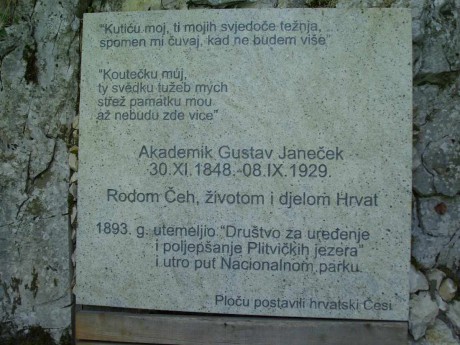 "Kutiću moj, ti mojih svjedoče težnja,
spomen mi čuvaj, kad ne budem više"
"Koutečku můj,
ty svědku tužeb mých
strež památku mou
až nebudu zde vice"
Akademik Gustav Janeček
30.XI.1848.-08.IX.1929.
Rodom Čeh, životom i djelom Hrvat
1893. g. utemeljio "Društvo za uređenje
i poljepšanje Plitvičkih jezera"
i utro put Nacionalnom parku.
Ploču postavili hrvatski Česi